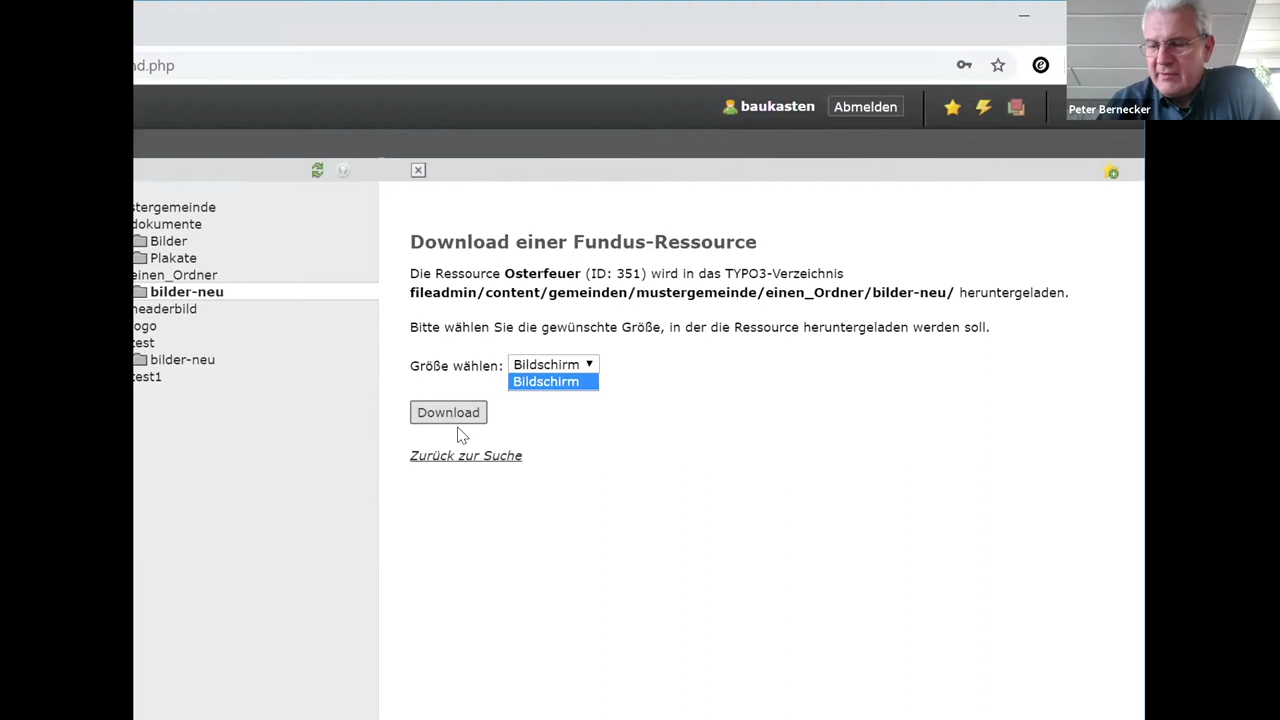 nd.php
baukasten
Abmelden
Peter Bernecker
stergemeinde
dokumente
Bilder
Plakate
einen_Ordner
bilder-neu
headerbild
ogo
test
bilder-neu
test1
Download einer Fundus-Ressource
Die Ressource Osterfeuer (ID: 351) wird in das TYPO3-Verzeichnis
fileadmin/content/gemeinden/mustergemeinde/einen_Ordner/bilder-neu/ heruntergeladen.
Bitte wählen Sie die gewünschte Größe, in der die Ressource heruntergeladen werden soll.
Größe wählen: Bildschirm
Bildschirm
Download
Zurück zur Suche